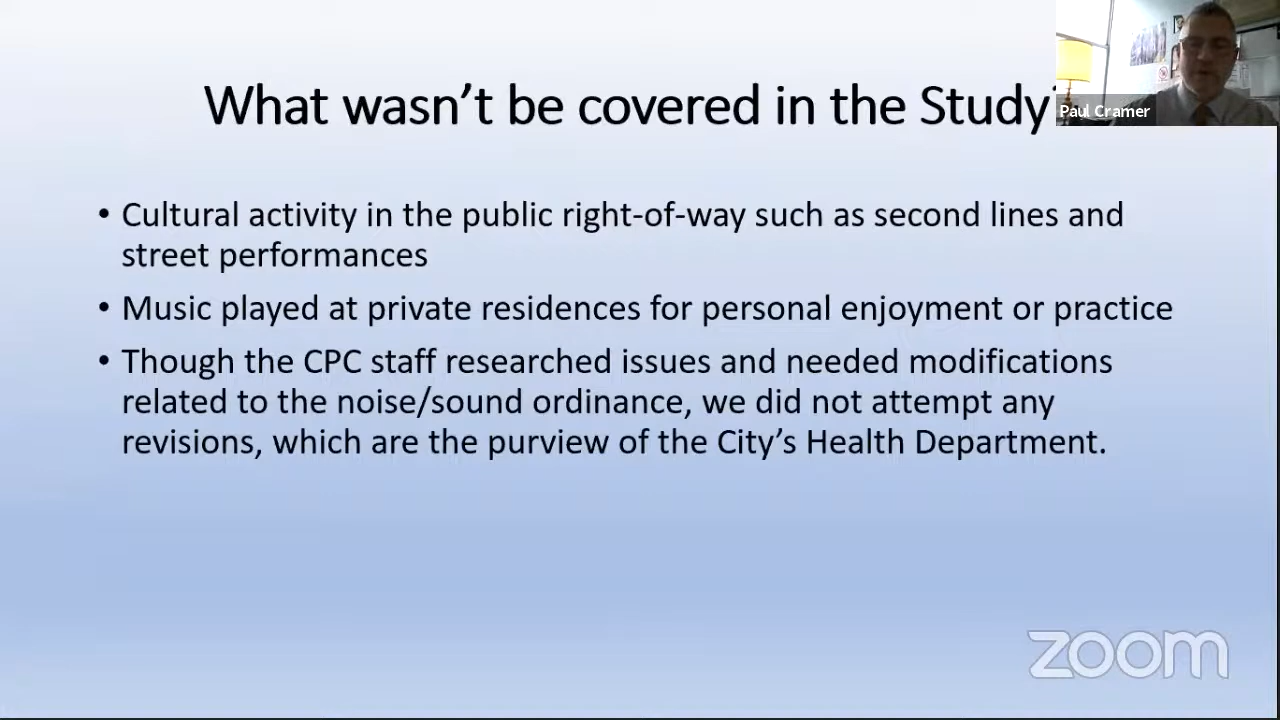 What wasn't be covered in the Study
Paul Cramer
• Cultural activity in the public right-of-way such as second lines and
street performances
• Music played at private residences for personal enjoyment or practice
• Though the CPC staff researched issues and needed modifications
related to the noise/sound ordinance, we did not attempt any
revisions, which are the purview of the City's Health Department.
zoom